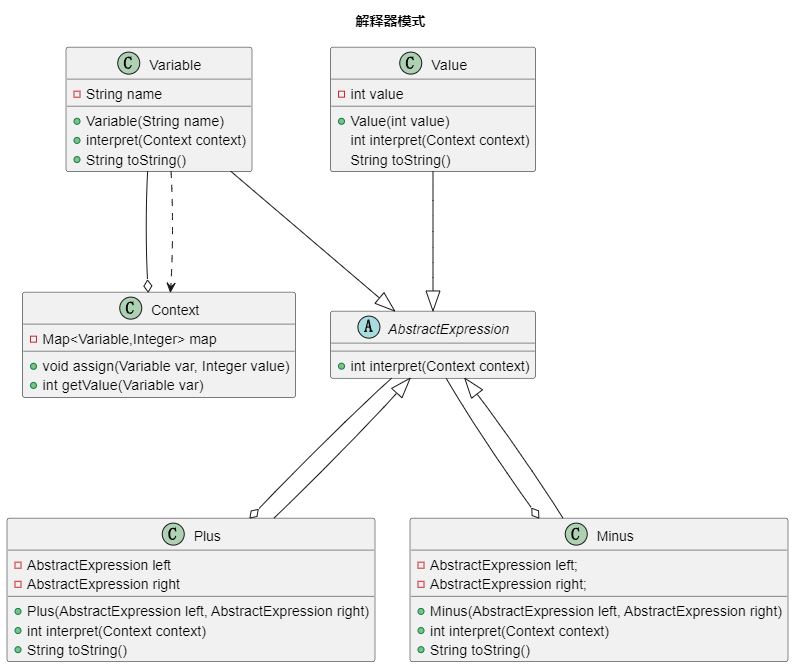 解释器模式
C Variable
String name
Variable(String name)
interpret(Context context)
String toString()
C Value
int value
Value(int value)
int interpret(Context context)
String toString()
C Context
Map<Variable,Integer> map
void assign(Variable var, Integer value)
int getValue(Variable var)
A AbstractExpression
int interpret(Context context)
C Plus
AbstractExpression left
AbstractExpression right
Plus(AbstractExpression left, AbstractExpression right)
int interpret(Context context)
String toString()
C Minus
AbstractExpression left;
AbstractExpression right;
Minus(AbstractExpression left, AbstractExpression right)
int interpret(Context context)
String toString()